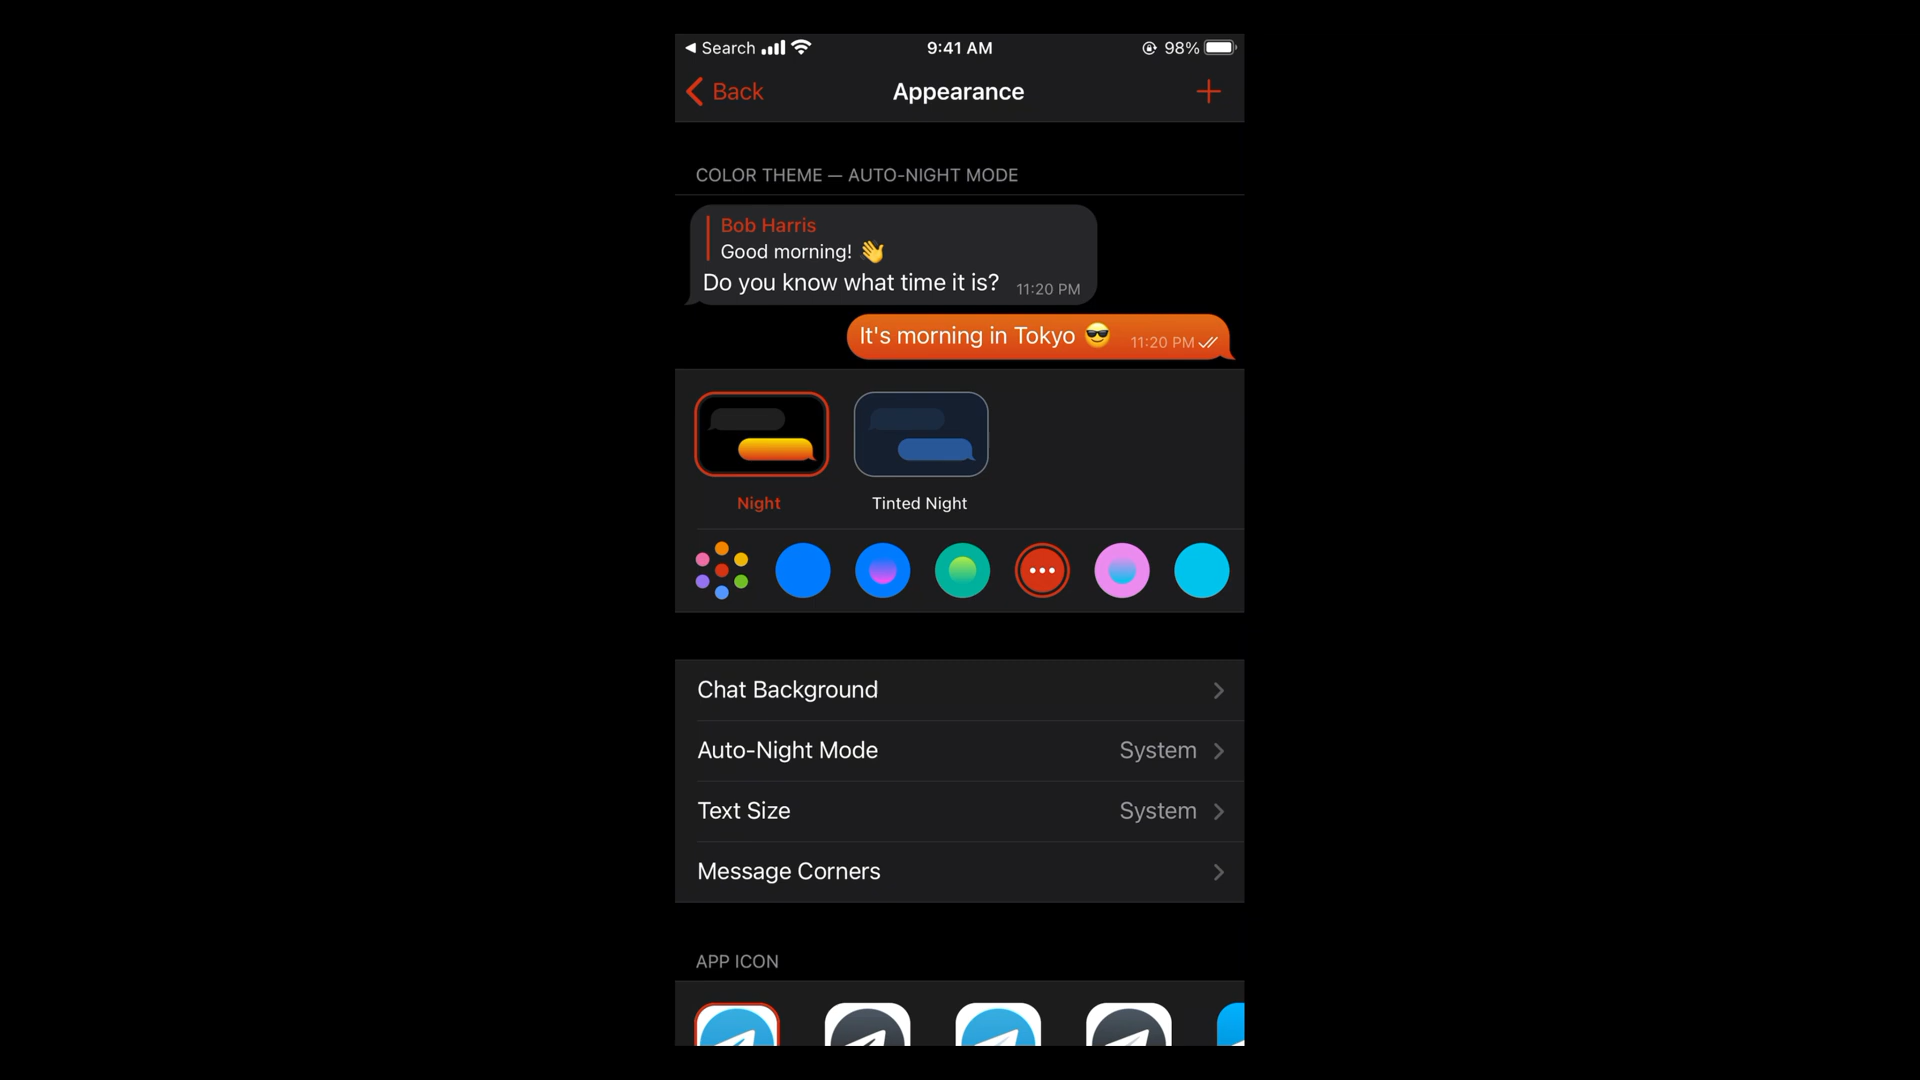 Search
9:41 AM
98%
Back
Appearance
COLOR THEME — AUTO-NIGHT MODE
Bob Harris
Good morning! 👋
Do you know what time it is? 11:20 PM
It's morning in Tokyo 😎 11:20 PM
Night
Tinted Night
Chat Background
Auto-Night Mode System
Text Size System
Message Corners
APP ICON